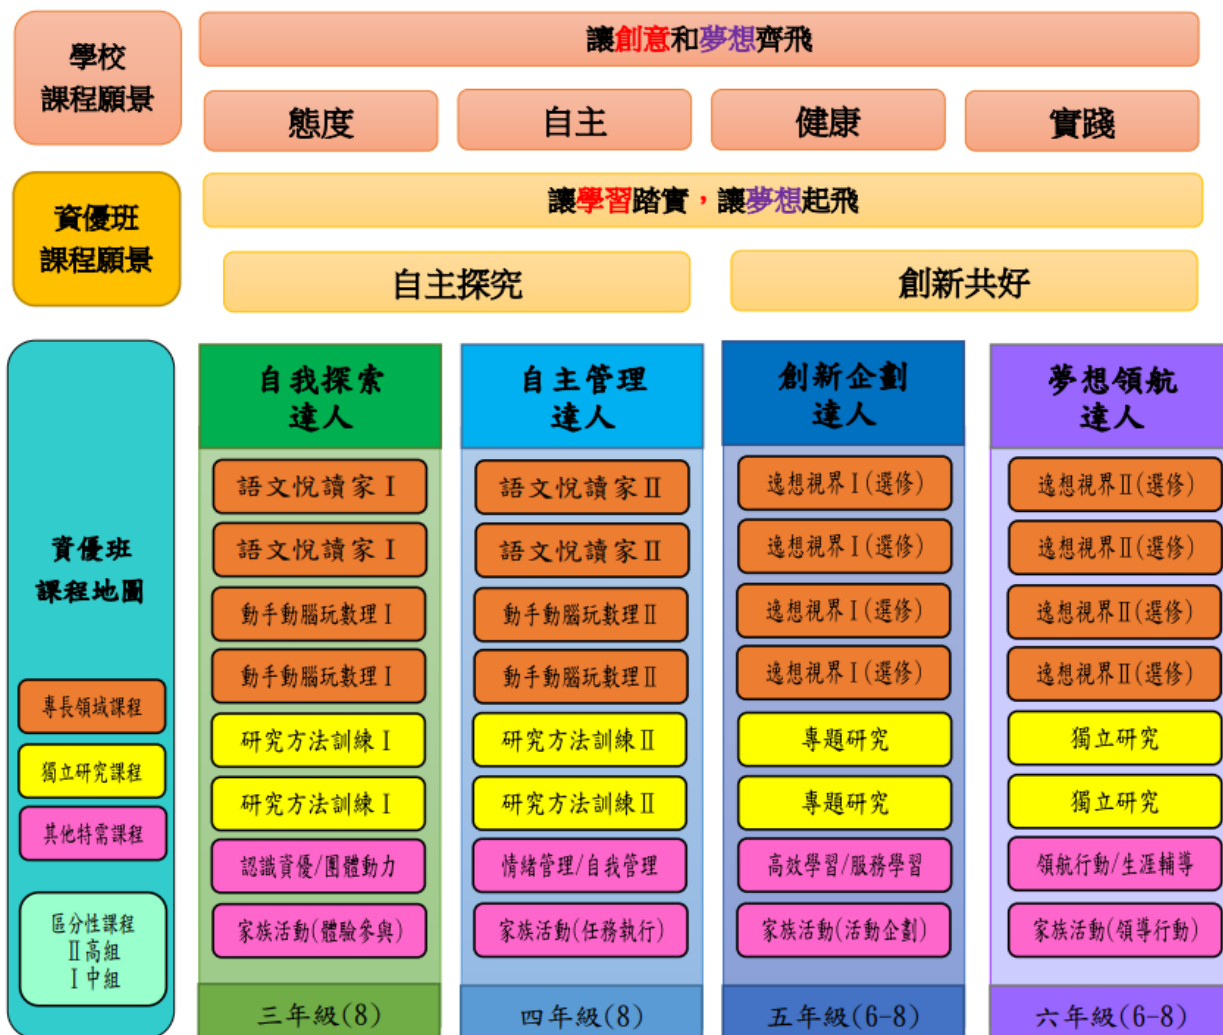 學校
課程願景
讓創意和夢想齊飛
態度
自主
健康
實踐
資優班
課程願景
讓學習踏實，讓夢想起飛
自主探究
創新共好
資優班
課程地圖
專長領域課程
獨立研究課程
其他特需課程
區分性課程
Ⅱ高組
Ⅰ中組
自我探索
達人
語文悅讀家Ⅰ
語文悅讀家Ⅰ
動手動腦玩數理Ⅰ
動手動腦玩數理Ⅰ
研究方法訓練Ⅰ
研究方法訓練Ⅰ
認識資優/團體動力
家族活動(體驗參與)
三年級(8)
自主管理
達人
語文悅讀家Ⅱ
語文悅讀家Ⅱ
動手動腦玩數理Ⅱ
動手動腦玩數理Ⅱ
研究方法訓練Ⅱ
研究方法訓練Ⅱ
情緒管理/自我管理
家族活動(任務執行)
四年級(8)
創新企劃
達人
逸想視界Ⅰ(選修)
逸想視界Ⅰ(選修)
逸想視界Ⅰ(選修)
逸想視界Ⅰ(選修)
專題研究
專題研究
高效學習/服務學習
家族活動(活動企劃)
五年級(6-8)
夢想領航
達人
逸想視界Ⅱ(選修)
逸想視界Ⅱ(選修)
逸想視界Ⅱ(選修)
逸想視界Ⅱ(選修)
獨立研究
獨立研究
領航行動/生涯輔導
家族活動(領導行動)
六年級(6-8)